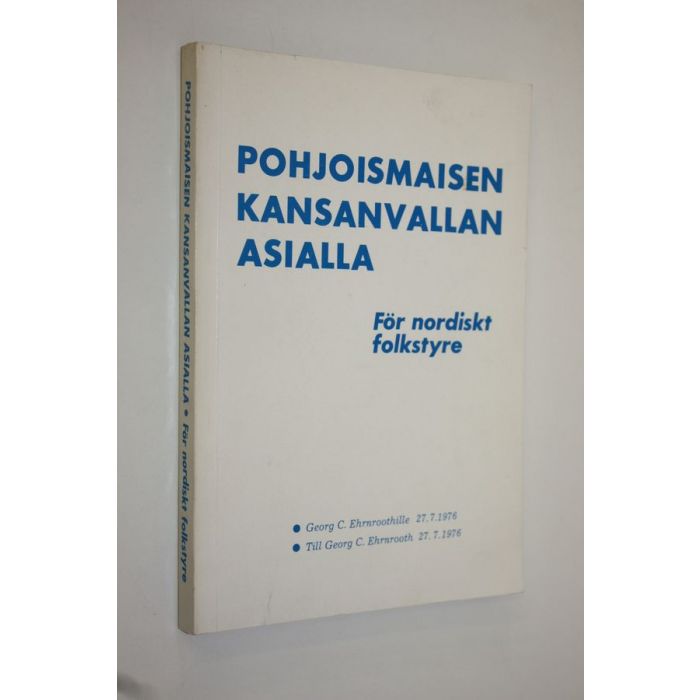 POHJOISMAISEN KANSANVALLAN ASIALLA • För nordiskt folkstyre
POHJOISMAISEN
KANSANVALLAN
ASIALLA
För nordiskt
folkstyre
• Georg C. Ehrnroothille 27.7.1976
• Till Georg C. Ehrnrooth 27.7.1976